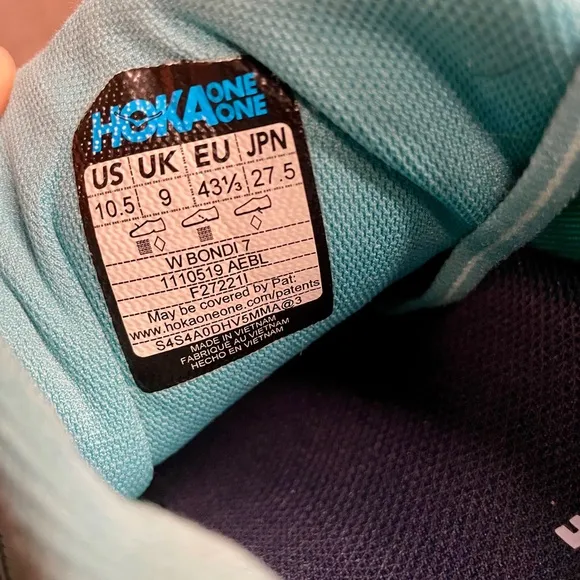 HOKA ONE ONE
US UK EU JPN
10.5 9 43⅓ 27.5
W BONDI 7
1110519 AEBL
F27221I
May be covered by Pat:
www.hokaoneone.com/patents
S4S4A0DHV5MMA@3
MADE IN VIETNAM
FABRIQUE AU VIETNAM
HECHO EN VIETNAM